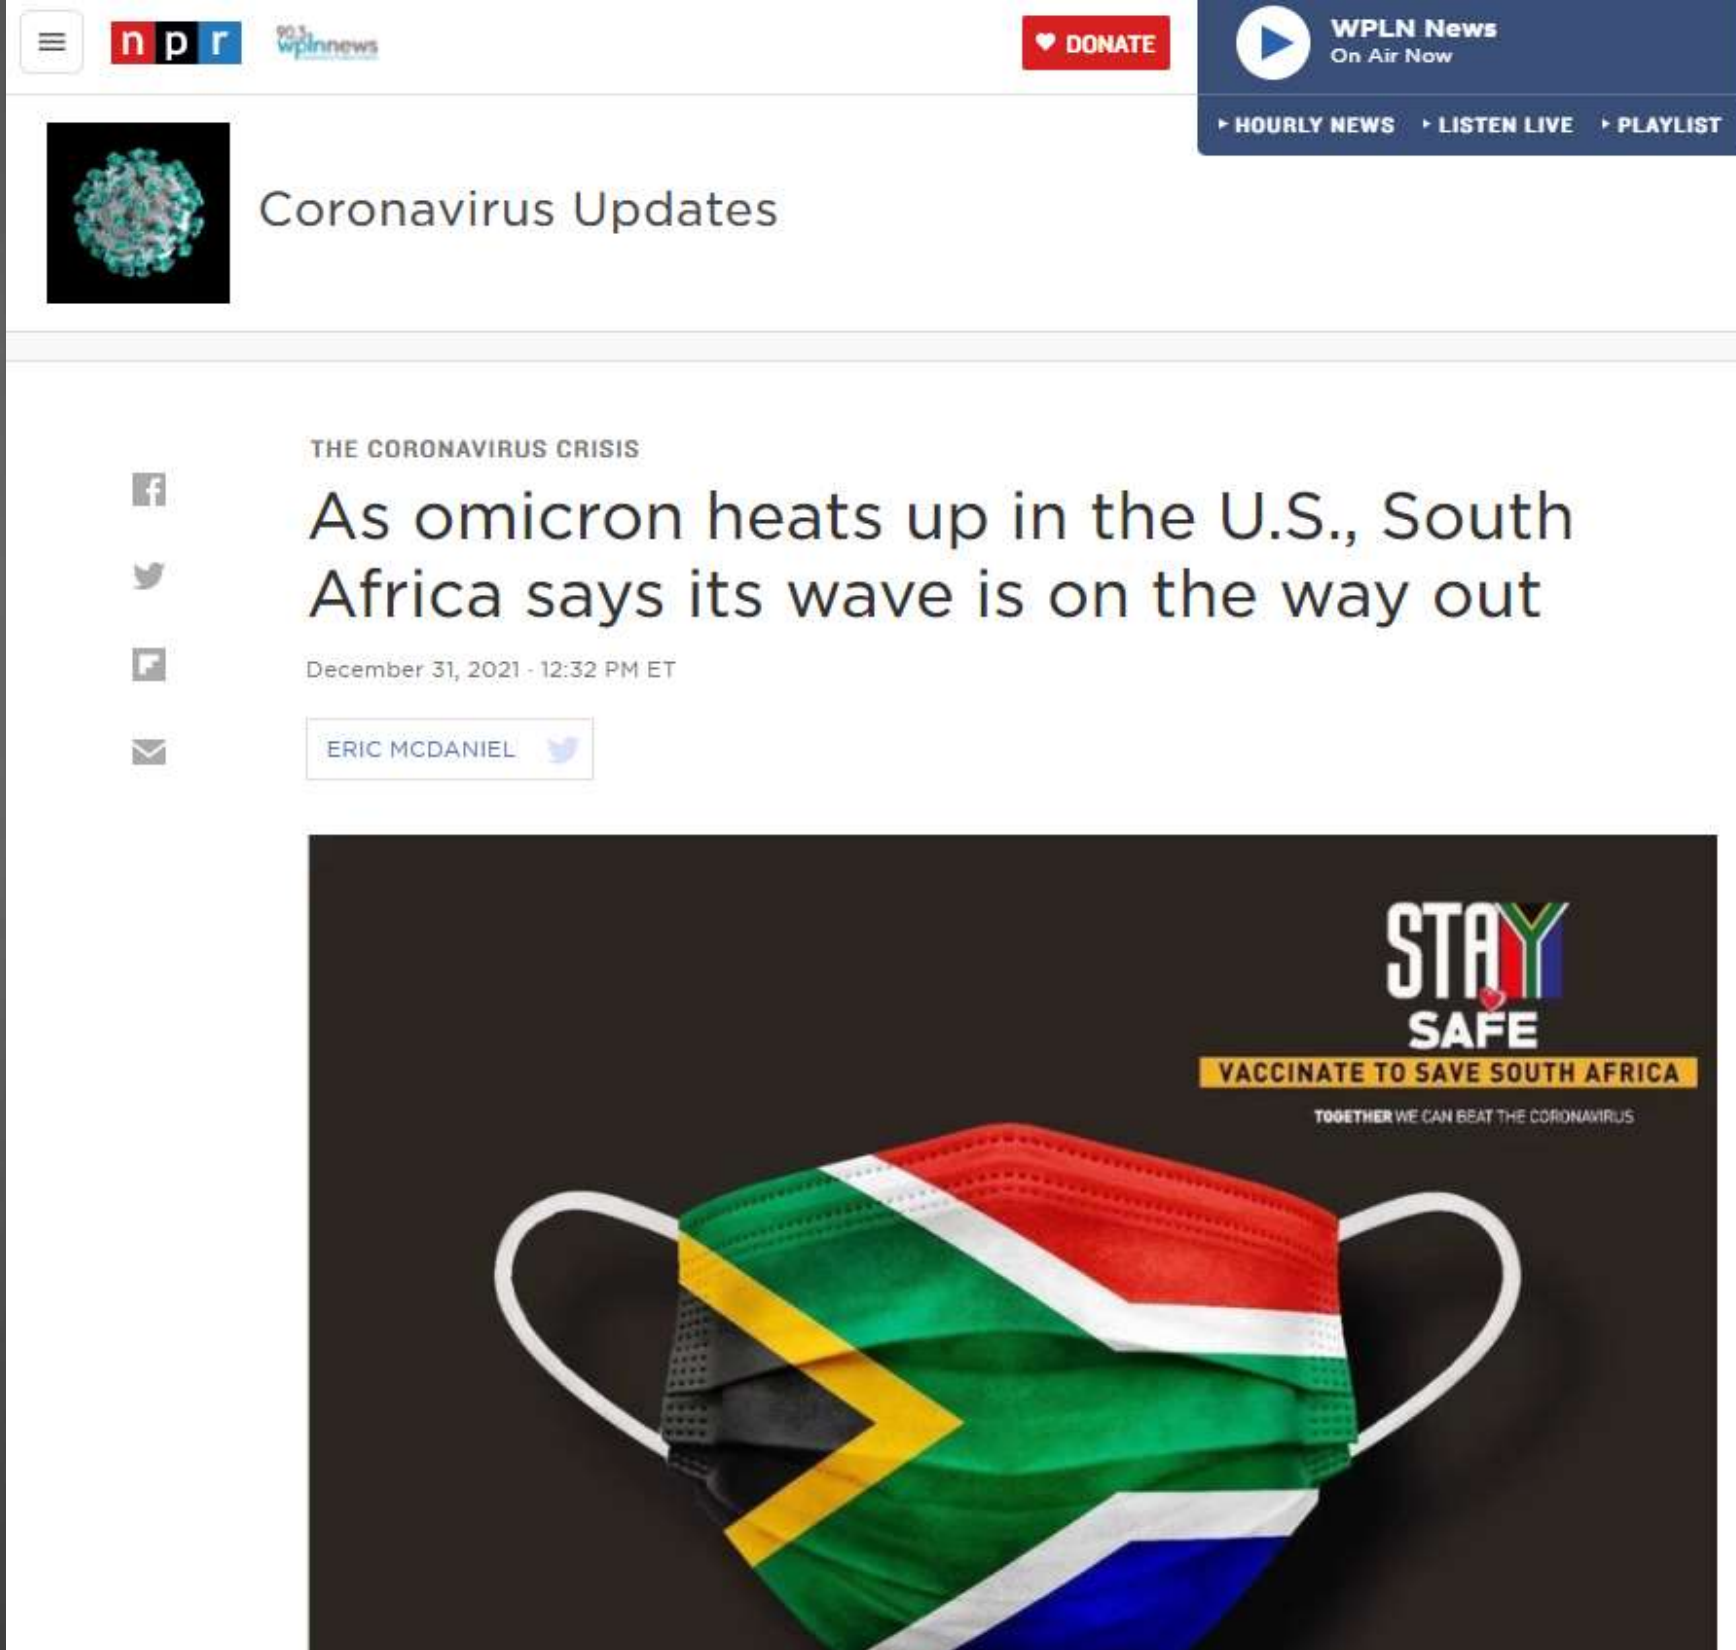 npr
90.3
wplnnews
DONATE
WPLN News
On Air Now
HOURLY NEWS
LISTEN LIVE
PLAYLIST
Coronavirus Updates
THE CORONAVIRUS CRISIS
As omicron heats up in the U.S., South
Africa says its wave is on the way out
December 31, 2021 · 12:32 PM ET
ERIC MCDANIEL
STAY
SAFE
VACCINATE TO SAVE SOUTH AFRICA
TOGETHER WE CAN BEAT THE CORONAVIRUS